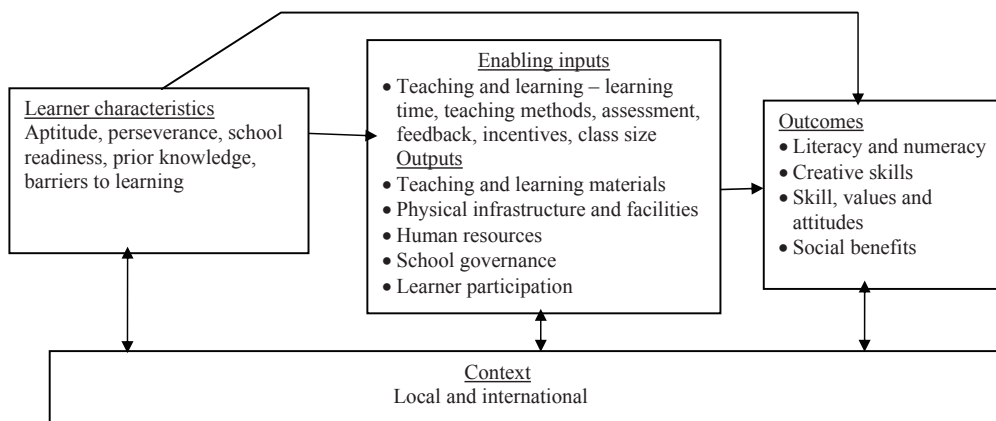 Learner characteristics
Aptitude, perseverance, school
readiness, prior knowledge,
barriers to learning
Enabling inputs
• Teaching and learning – learning
time, teaching methods, assessment,
feedback, incentives, class size
Outputs
• Teaching and learning materials
• Physical infrastructure and facilities
• Human resources
• School governance
• Learner participation
Outcomes
• Literacy and numeracy
• Creative skills
• Skill, values and
attitudes
• Social benefits
Context
Local and international